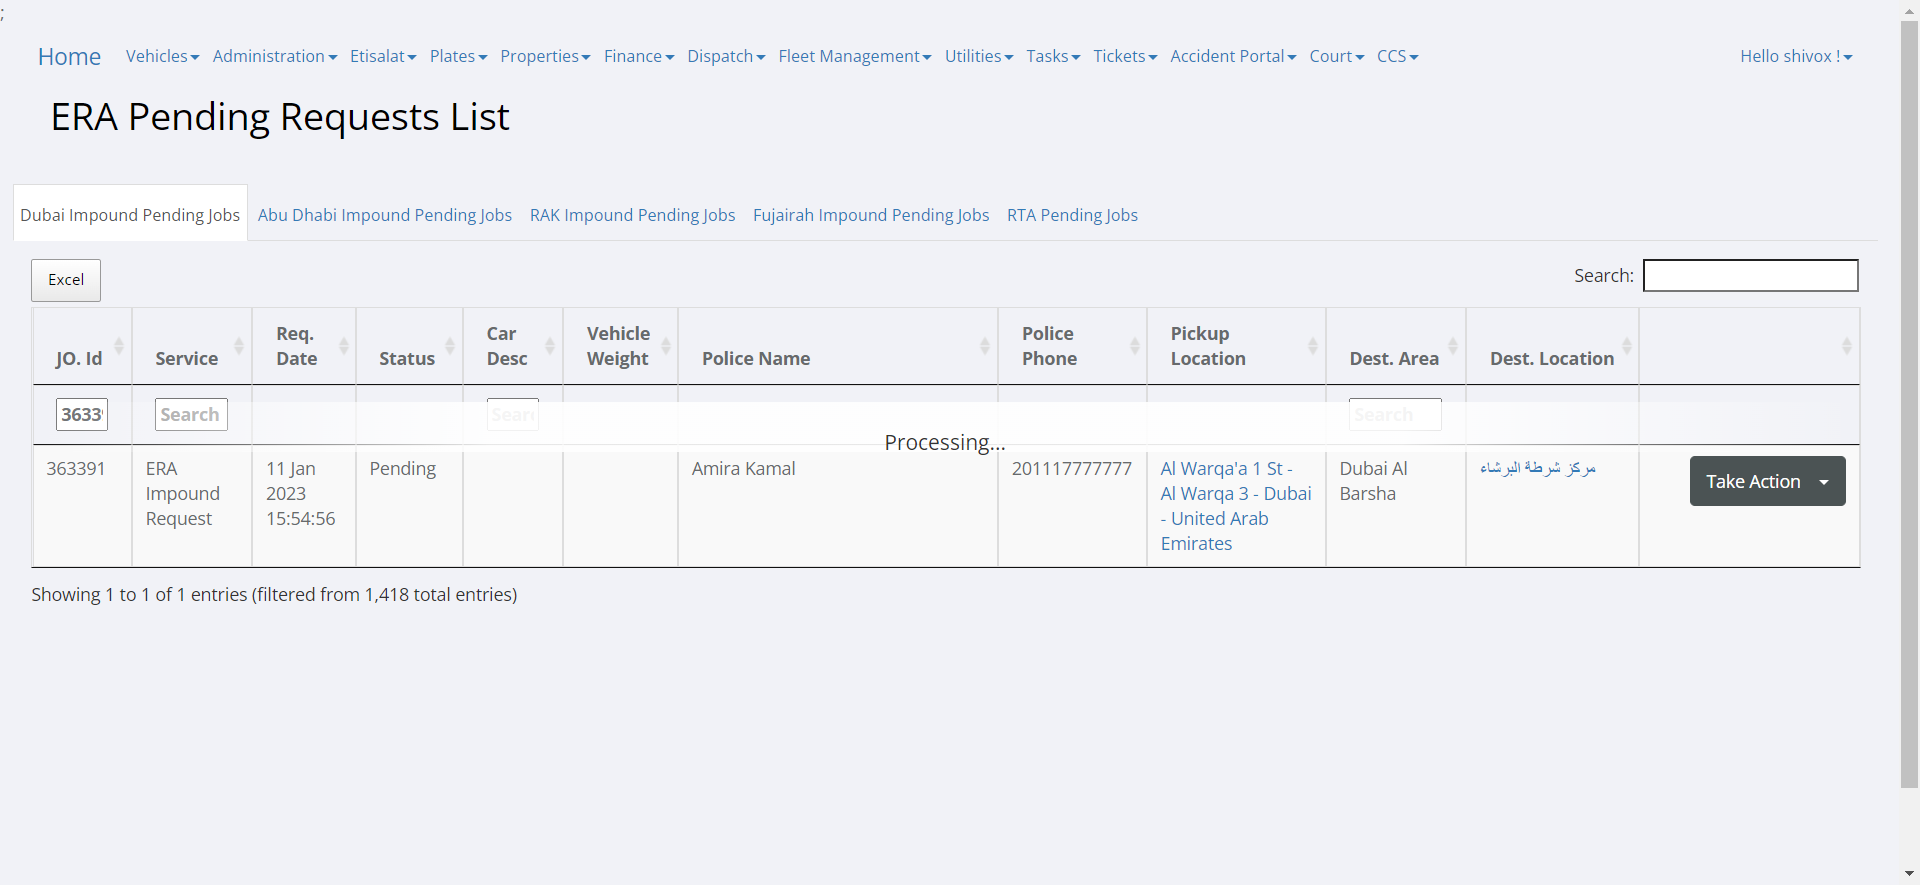 ;
Home Vehicles Administration Etisalat Plates Properties Finance Dispatch Fleet Management Utilities Tasks Tickets Accident Portal Court CCS Hello shivox !
ERA Pending Requests List
Dubai Impound Pending Jobs Abu Dhabi Impound Pending Jobs RAK Impound Pending Jobs Fujairah Impound Pending Jobs RTA Pending Jobs
Excel
Search:
JO. Id
Service
Req.
Date
Status
Car
Desc
Vehicle
Weight
Police Name
Police
Phone
Pickup
Location
Dest. Area
Dest. Location
Search
Search
Processing...
363391
ERA
Impound
Request
11 Jan
2023
15:54:56
Pending
Amira Kamal
201117777777
Al Warqa'a 1 St -
Al Warqa 3 - Dubai
- United Arab
Emirates
Dubai Al
Barsha
مركز شرطة البرشاء
Take Action
Showing 1 to 1 of 1 entries (filtered from 1,418 total entries)